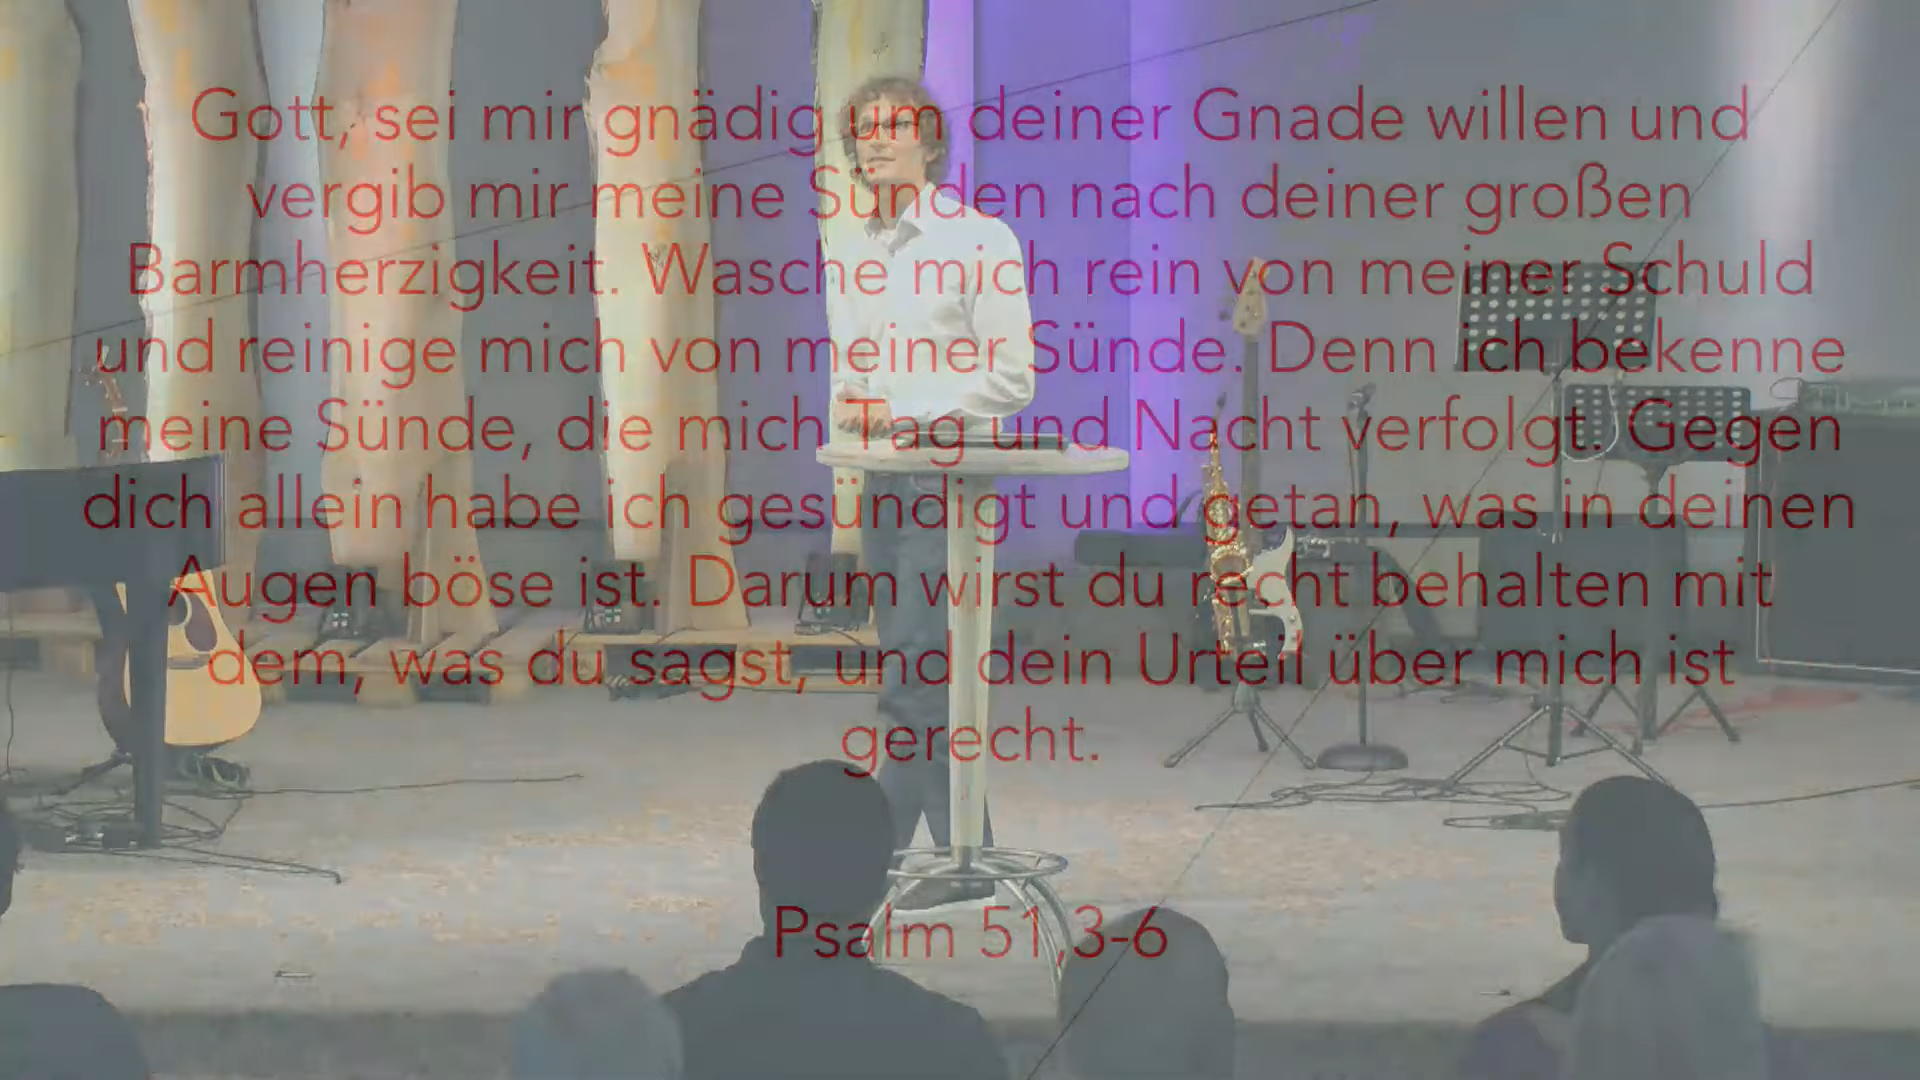 Gott, sei mir gnädig um deiner Gnade willen und
vergib mir meine Sünden nach deiner großen
Barmherzigkeit. Wasche mich rein von meiner Schuld
und reinige mich von meiner Sünde. Denn ich bekenne
meine Sünde, die mich Tag und Nacht verfolgt. Gegen
dich allein habe ich gesündigt und getan, was in deinen
Augen böse ist. Darum wirst du recht behalten mit
dem, was du sagst, und dein Urteil über mich ist
gerecht.
Psalm 51,3-6